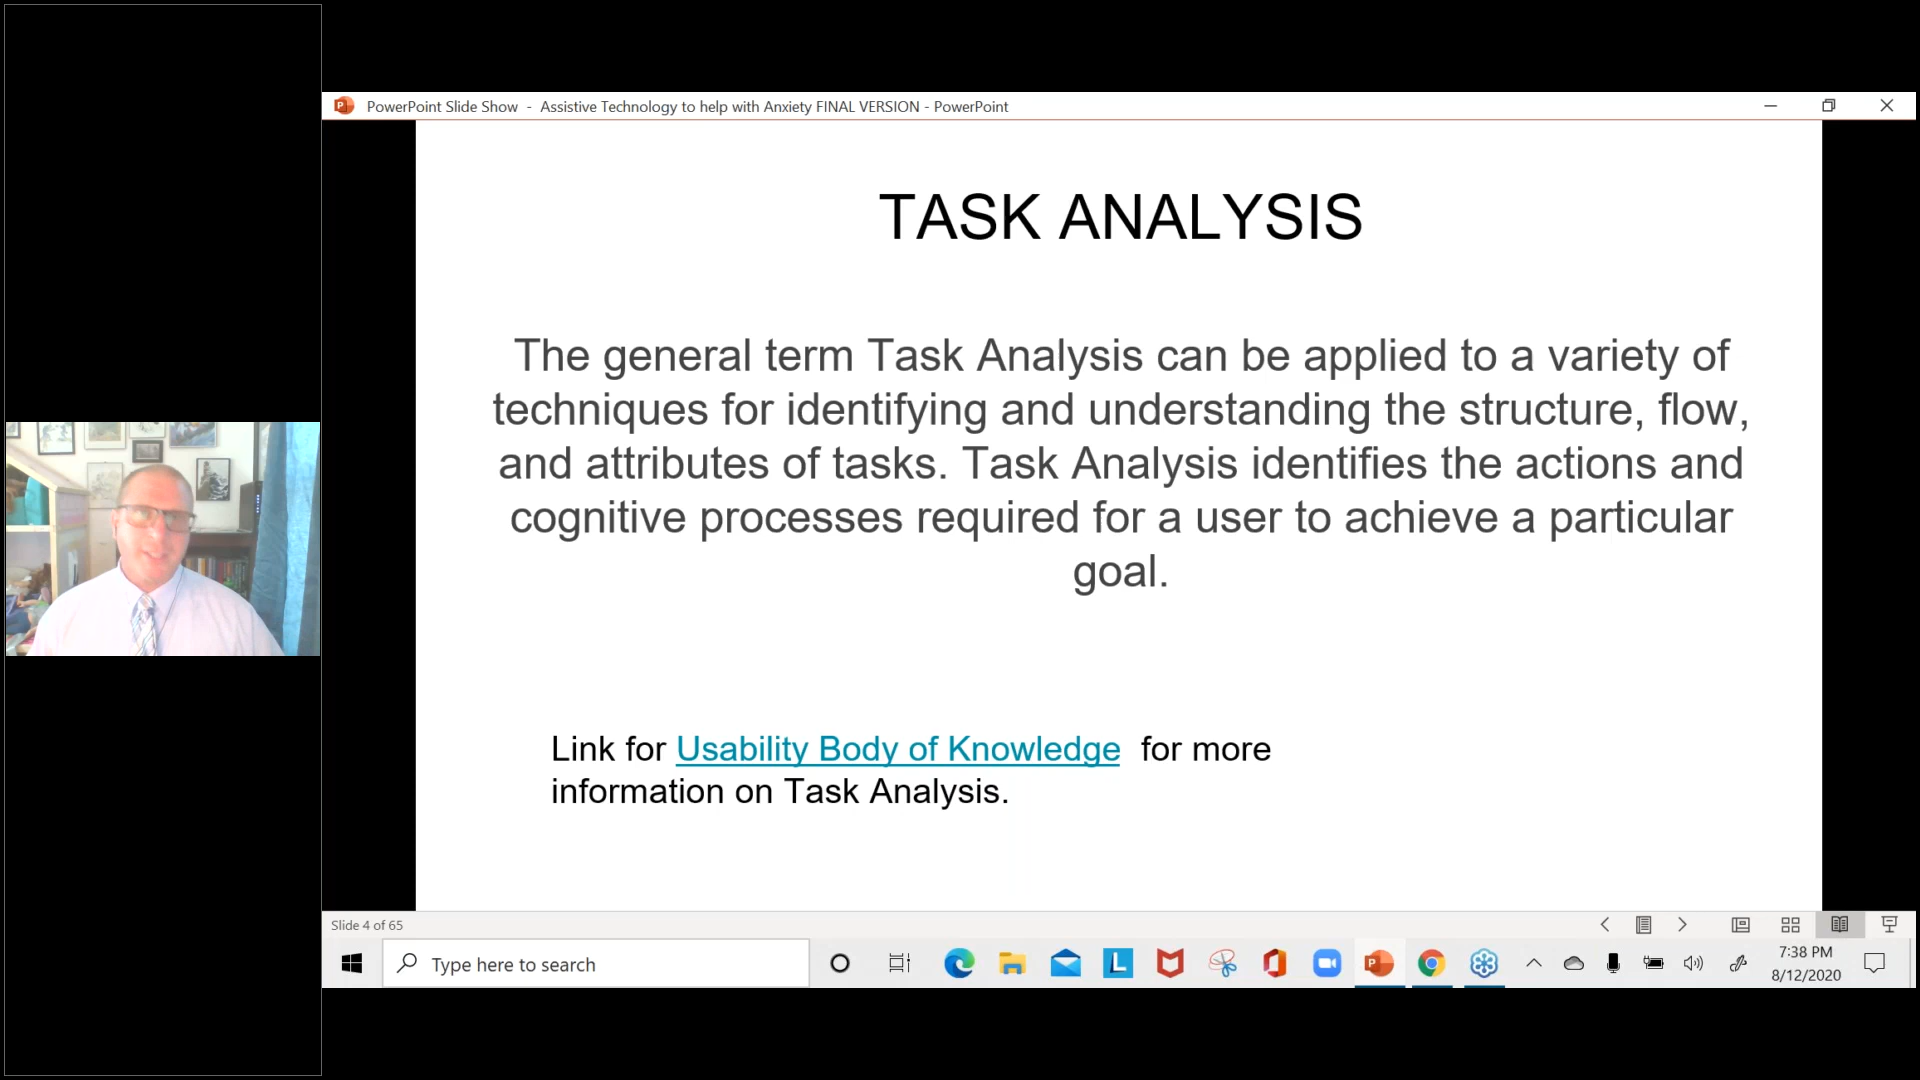 PowerPoint Slide Show - Assistive Technology to help with Anxiety FINAL VERSION - PowerPoint
TASK ANALYSIS
The general term Task Analysis can be applied to a variety of
techniques for identifying and understanding the structure, flow,
and attributes of tasks. Task Analysis identifies the actions and
cognitive processes required for a user to achieve a particular
goal.
Link for Usability Body of Knowledge for more
information on Task Analysis.
Slide 4 of 65
Type here to search
7:38 PM
8/12/2020